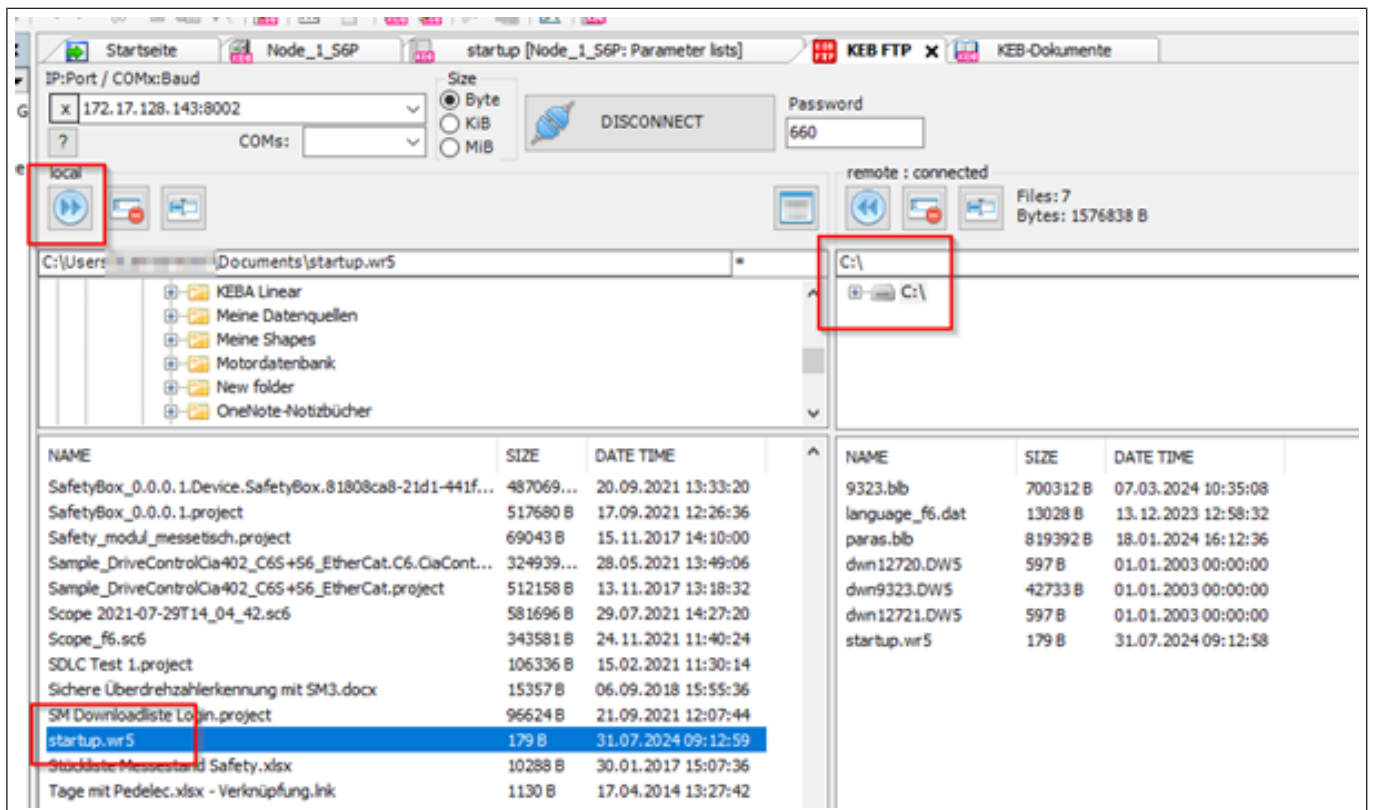 Startseite Node_1_S6P startup [Node_1_S6P: Parameter lists] KEB FTP x KEB-Dokumente
IP:Port / COMx:Baud Size
x 172.17.128.143:8002 Byte DISCONNECT Password
KiB 660
? COMs: MiB
local remote : connected
Files: 7
Bytes: 1576838 B
C:\Users \Documents\startup.wr5 C:\
KEBA Linear C:\
Meine Datenquellen
Meine Shapes
Motordatenbank
New folder
OneNote-Notizbücher
NAME SIZE DATE TIME
SafetyBox_0.0.0.1.Device.SafetyBox.81808ca8-21d1-441f... 487069... 20.09.2021 13:33:20
SafetyBox_0.0.0.1.project 517680 B 17.09.2021 12:26:36
Safety_modul_messetisch.project 69043 B 15.11.2017 14:10:00
Sample_DriveControlCia402_C6S+S6_EtherCat.C6.CiaCont... 324939... 28.05.2021 13:49:06
Sample_DriveControlCia402_C6S+S6_EtherCat.project 512158 B 13.11.2017 13:18:32
Scope 2021-07-29T14_04_42.sc6 581696 B 29.07.2021 14:27:20
Scope_f6.sc6 343581 B 24.11.2021 11:40:24
SDLC Test 1.project 106336 B 15.02.2021 11:30:14
Sichere Überdrehzahlerkennung mit SM3.docx 15357 B 06.09.2018 15:55:36
SM Downloadliste Login.project 96624 B 21.09.2021 12:07:44
startup.wr5 179 B 31.07.2024 09:12:59
Stückliste Messestand Safety.xlsx 10288 B 30.01.2017 15:07:36
Tage mit Pedelec.xlsx - Verknüpfung.lnk 1130 B 17.04.2014 13:27:42
NAME SIZE DATE TIME
9323.blb 700312 B 07.03.2024 10:35:08
language_f6.dat 13028 B 13.12.2023 12:58:32
paras.blb 819392 B 18.01.2024 16:12:36
dwn12720.DW5 597 B 01.01.2003 00:00:00
dwn9323.DW5 42733 B 01.01.2003 00:00:00
dwn12721.DW5 597 B 01.01.2003 00:00:00
startup.wr5 179 B 31.07.2024 09:12:58